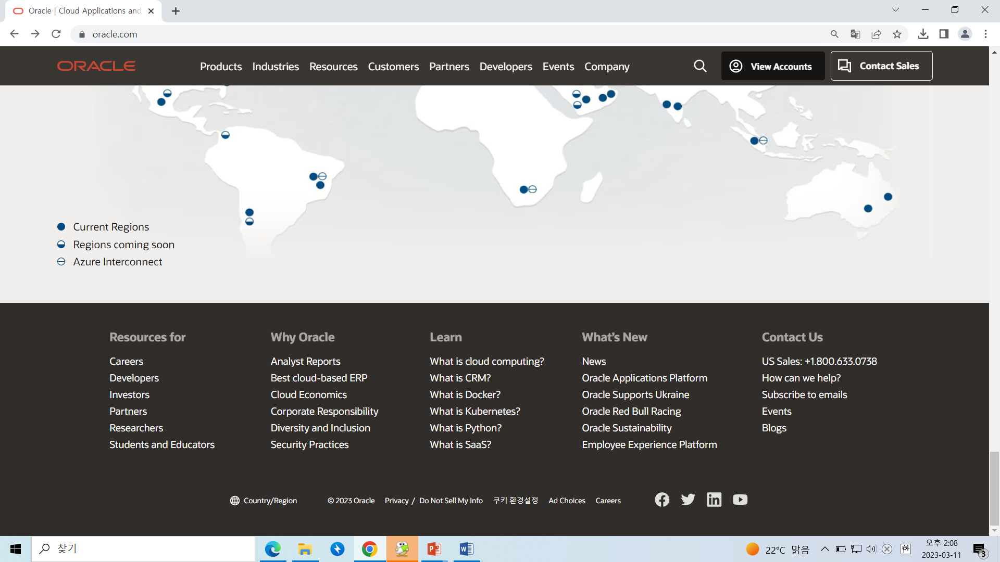 Oracle | Cloud Applications and
oracle.com
ORACLE
Products Industries Resources Customers Partners Developers Events Company
View Accounts
Contact Sales
Current Regions
Regions coming soon
Azure Interconnect
Resources for
Careers
Developers
Investors
Partners
Researchers
Students and Educators
Why Oracle
Analyst Reports
Best cloud-based ERP
Cloud Economics
Corporate Responsibility
Diversity and Inclusion
Security Practices
Learn
What is cloud computing?
What is CRM?
What is Docker?
What is Kubernetes?
What is Python?
What is SaaS?
What's New
News
Oracle Applications Platform
Oracle Supports Ukraine
Oracle Red Bull Racing
Oracle Sustainability
Employee Experience Platform
Contact Us
US Sales: +1.800.633.0738
How can we help?
Subscribe to emails
Events
Blogs
Country/Region © 2023 Oracle Privacy / Do Not Sell My Info 쿠키 환경설정 Ad Choices Careers
찾기
22°C 맑음
한
오후 2:08
2023-03-11
3